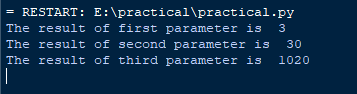 = RESTART: E:\practical\practical.py
The result of first parameter is  3
The result of second parameter is  30
The result of third parameter is  1020